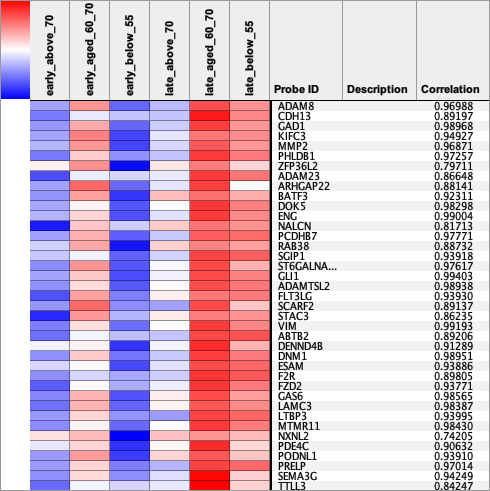 early_above_70
early_aged_60_70
early_below_55
late_above_70
late_aged_60_70
late_below_55
Probe ID Description Correlation
ADAM8 0.96988
CDH13 0.89197
GAD1 0.98968
KIFC3 0.94927
MMP2 0.96871
PHLDB1 0.97257
ZFP36L2 0.79711
ADAM23 0.86648
ARHGAP22 0.88141
BATF3 0.92311
DOK5 0.98298
ENG 0.99004
NALCN 0.81713
PCDHB7 0.97771
RAB38 0.88732
SGIP1 0.93918
ST6GALNA... 0.97617
GLI1 0.99403
ADAMTSL2 0.98938
FLT3LG 0.93930
SCARF2 0.89137
STAC3 0.86235
VIM 0.99193
ABTB2 0.89206
DENND4B 0.91289
DNM1 0.98951
ESAM 0.93886
F2R 0.89805
FZD2 0.93771
GAS6 0.98565
LAMC3 0.98387
LTBP3 0.93995
MTMR11 0.98430
NXNL2 0.74205
PDE4C 0.90632
PODNL1 0.93910
PRELP 0.97014
SEMA3G 0.94249
TTLL3 0.84247